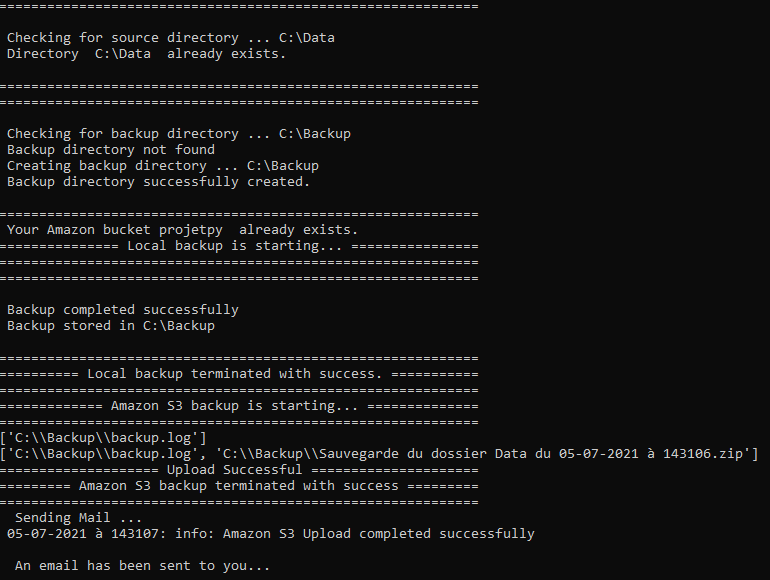 ============================================================
Checking for source directory ... C:\Data
Directory  C:\Data  already exists.
============================================================
============================================================
Checking for backup directory ... C:\Backup
Backup directory not found
Creating backup directory ... C:\Backup
Backup directory successfully created.
============================================================
Your Amazon bucket projetpy  already exists.
=============== Local backup is starting... ================
============================================================
============================================================
Backup completed successfully
Backup stored in C:\Backup
============================================================
========== Local backup terminated with success. ===========
============================================================
============= Amazon S3 backup is starting... ==============
============================================================
['C:\\Backup\\backup.log']
['C:\\Backup\\backup.log', 'C:\\Backup\\Sauvegarde du dossier Data du 05-07-2021 à 143106.zip']
==================== Upload Successful =====================
========= Amazon S3 backup terminated with success =========
============================================================
Sending Mail ...
05-07-2021 à 143107: info: Amazon S3 Upload completed successfully
An email has been sent to you...